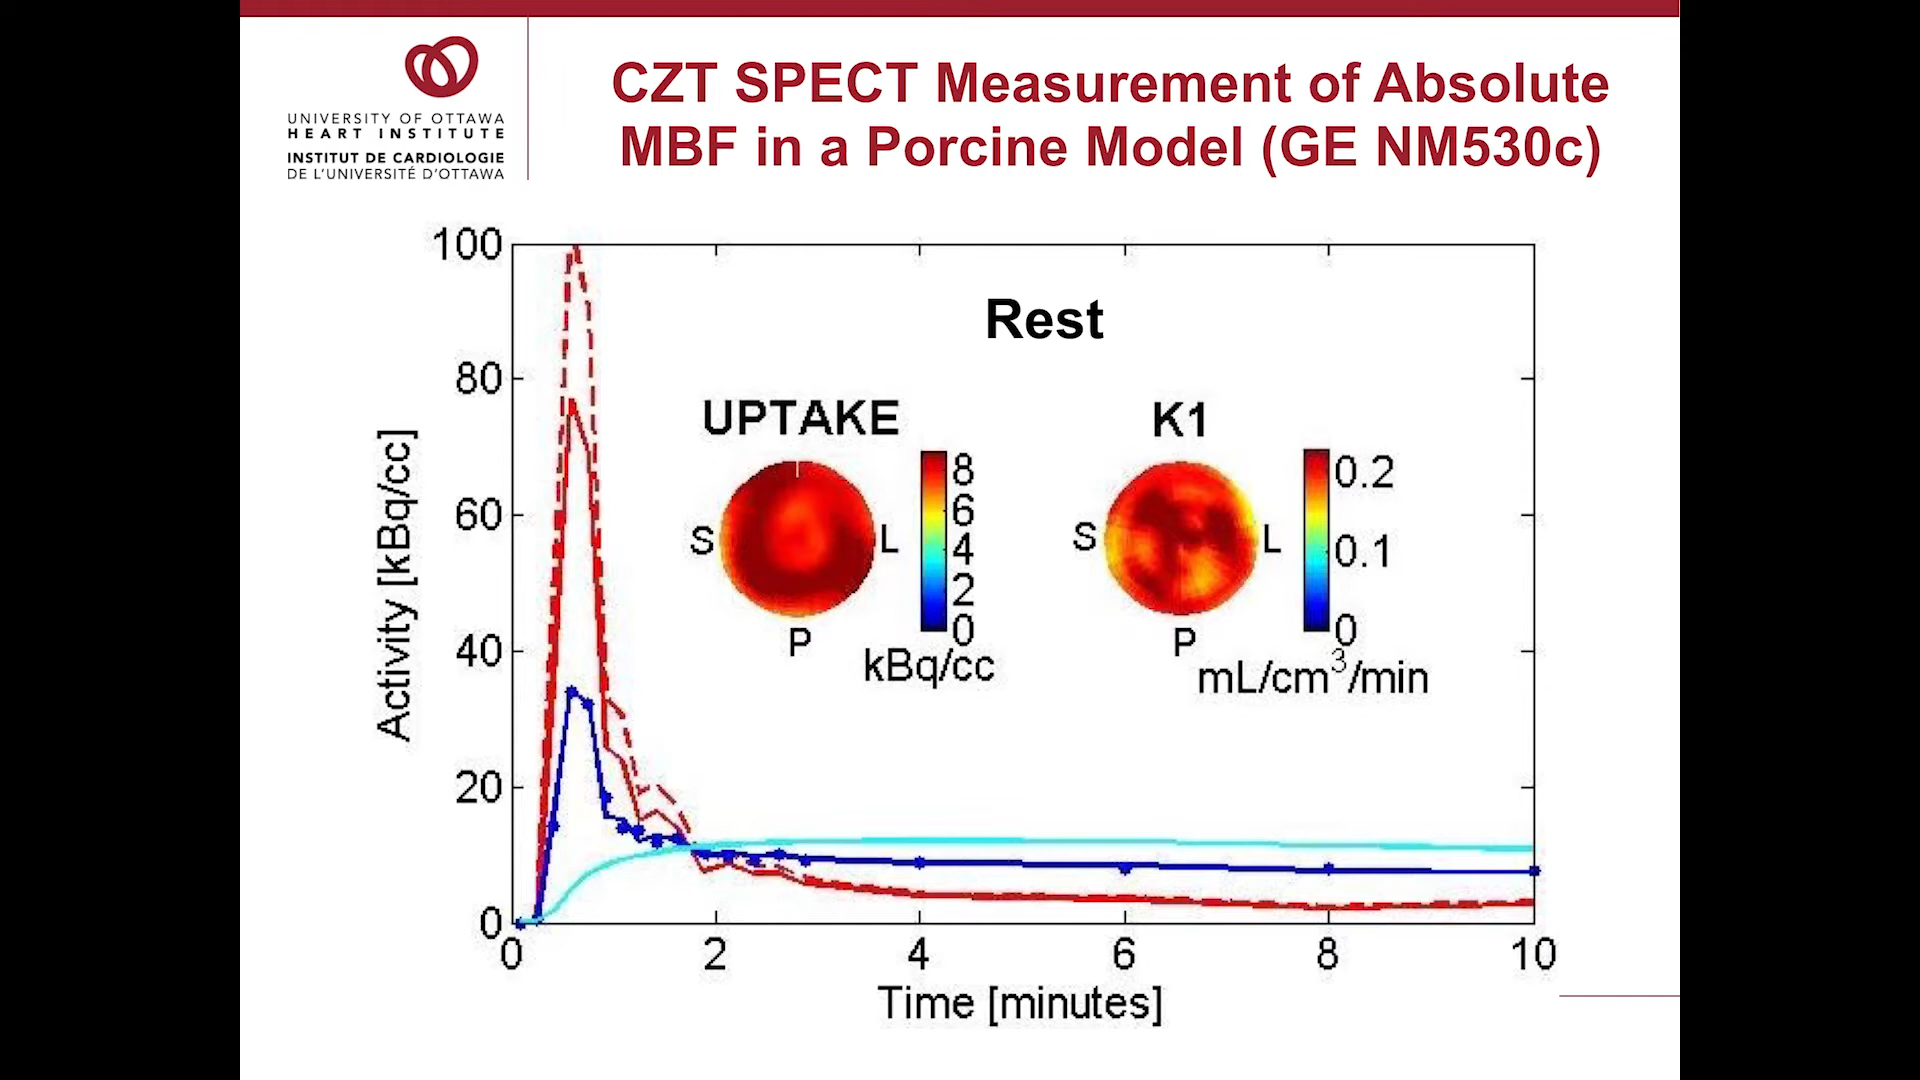 UNIVERSITY OF OTTAWA
HEART INSTITUTE
INSTITUT DE CARDIOLOGIE
DE L'UNIVERSITÉ D'OTTAWA
CZT SPECT Measurement of Absolute
MBF in a Porcine Model (GE NM530c)
Rest
UPTAKE
S
L
P
8
6
4
2
0
kBq/cc
K1
S
L
P
0.2
0.1
0
mL/cm³/min
Activity [kBq/cc]
100
80
60
40
20
0
0 2 4 6 8 10
Time [minutes]